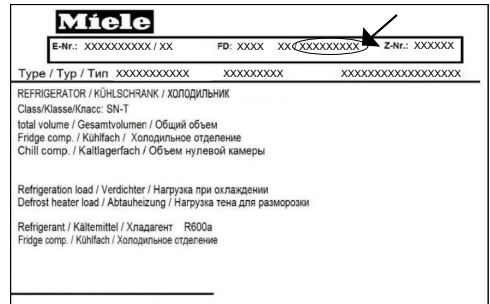 Miele
E-Nr.: XXXXXXXXXX / XX FD: XXXX XX XXXXXXXXX Z-Nr.: XXXXXX
Type / Typ / Тип XXXXXXXXXXX XXXXXXXXX XXXXXXXXXXXXXXXXXX
REFRIGERATOR / KÜHLSCHRANK / ХОЛОДИЛЬНИК
Class/Klasse/Класс: SN-T
total volume / Gesamtvolumen / Общий объем
Fridge comp. / Kühlfach / Холодильное отделение
Chill comp. / Kaltlagerfach / Объем нулевой камеры
Refrigeration load / Verdichter / Нагрузка при охлаждении
Defrost heater load / Abtauheizung / Нагрузка тена для разморозки
Refrigerant / Kältemittel / Хладагент R600a
Fridge comp. / Kühlfach / Холодильное отделение